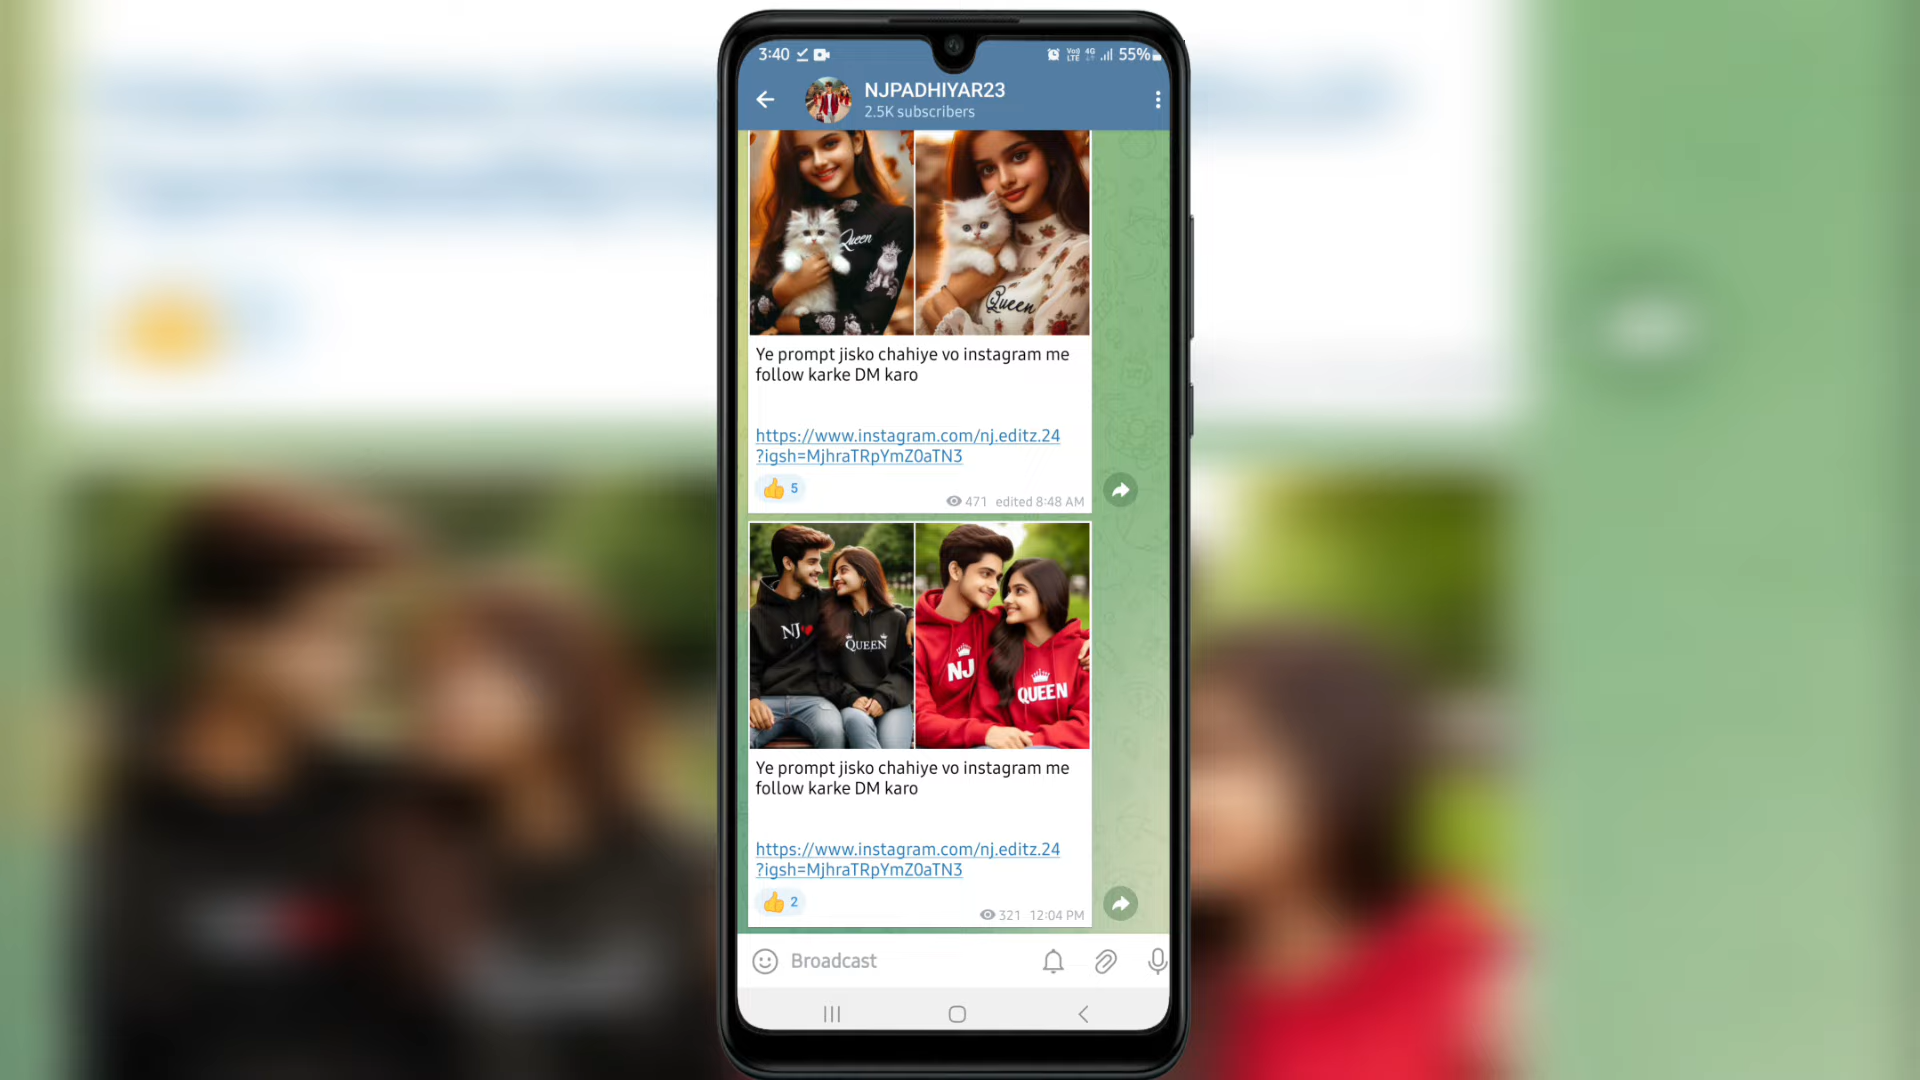 3:40
Vo) 4G 55%
LTE
NJPADHIYAR23
2.5K subscribers
Queen
Queen
Ye prompt jisko chahiye vo instagram me
follow karke DM karo
https://www.instagram.com/nj.editz.24
?igsh=MjhraTRpYmZ0aTN3
👍 5
471 edited 8:48 AM
NJ♥
QUEEN
NJ
QUEEN
Ye prompt jisko chahiye vo instagram me
follow karke DM karo
https://www.instagram.com/nj.editz.24
?igsh=MjhraTRpYmZ0aTN3
👍 2
321 12:04 PM
Broadcast